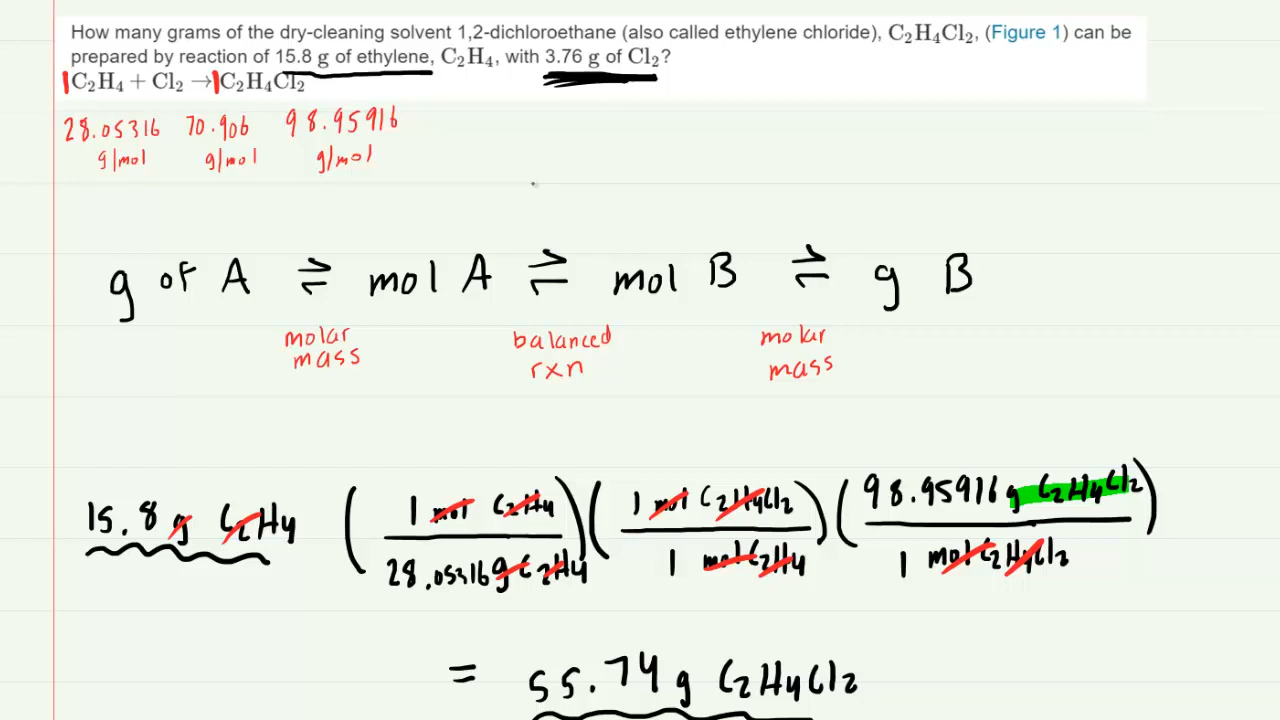 How many grams of the dry-cleaning solvent 1,2-dichloroethane (also called ethylene chloride), C₂H₄Cl₂, (Figure 1) can be
prepared by reaction of 15.8 g of ethylene, C₂H₄, with 3.76 g of Cl₂?
1C₂H₄ + Cl₂ → 1C₂H₄Cl₂
28.05316 70.906 98.95916
g/mol g/mol g/mol
g of A ⇌ mol A ⇌ mol B ⇌ g B
molar balanced molar
mass rxn mass
1 mol C₂H₄ 1 mol C₂H₄Cl₂ 98.95916 g C₂H₄Cl₂
15.8 g C₂H₄ ( ) ( ) ( )
28.05316 g C₂H₄ 1 mol C₂H₄ 1 mol C₂H₄Cl₂
= 55.74 g C₂H₄Cl₂